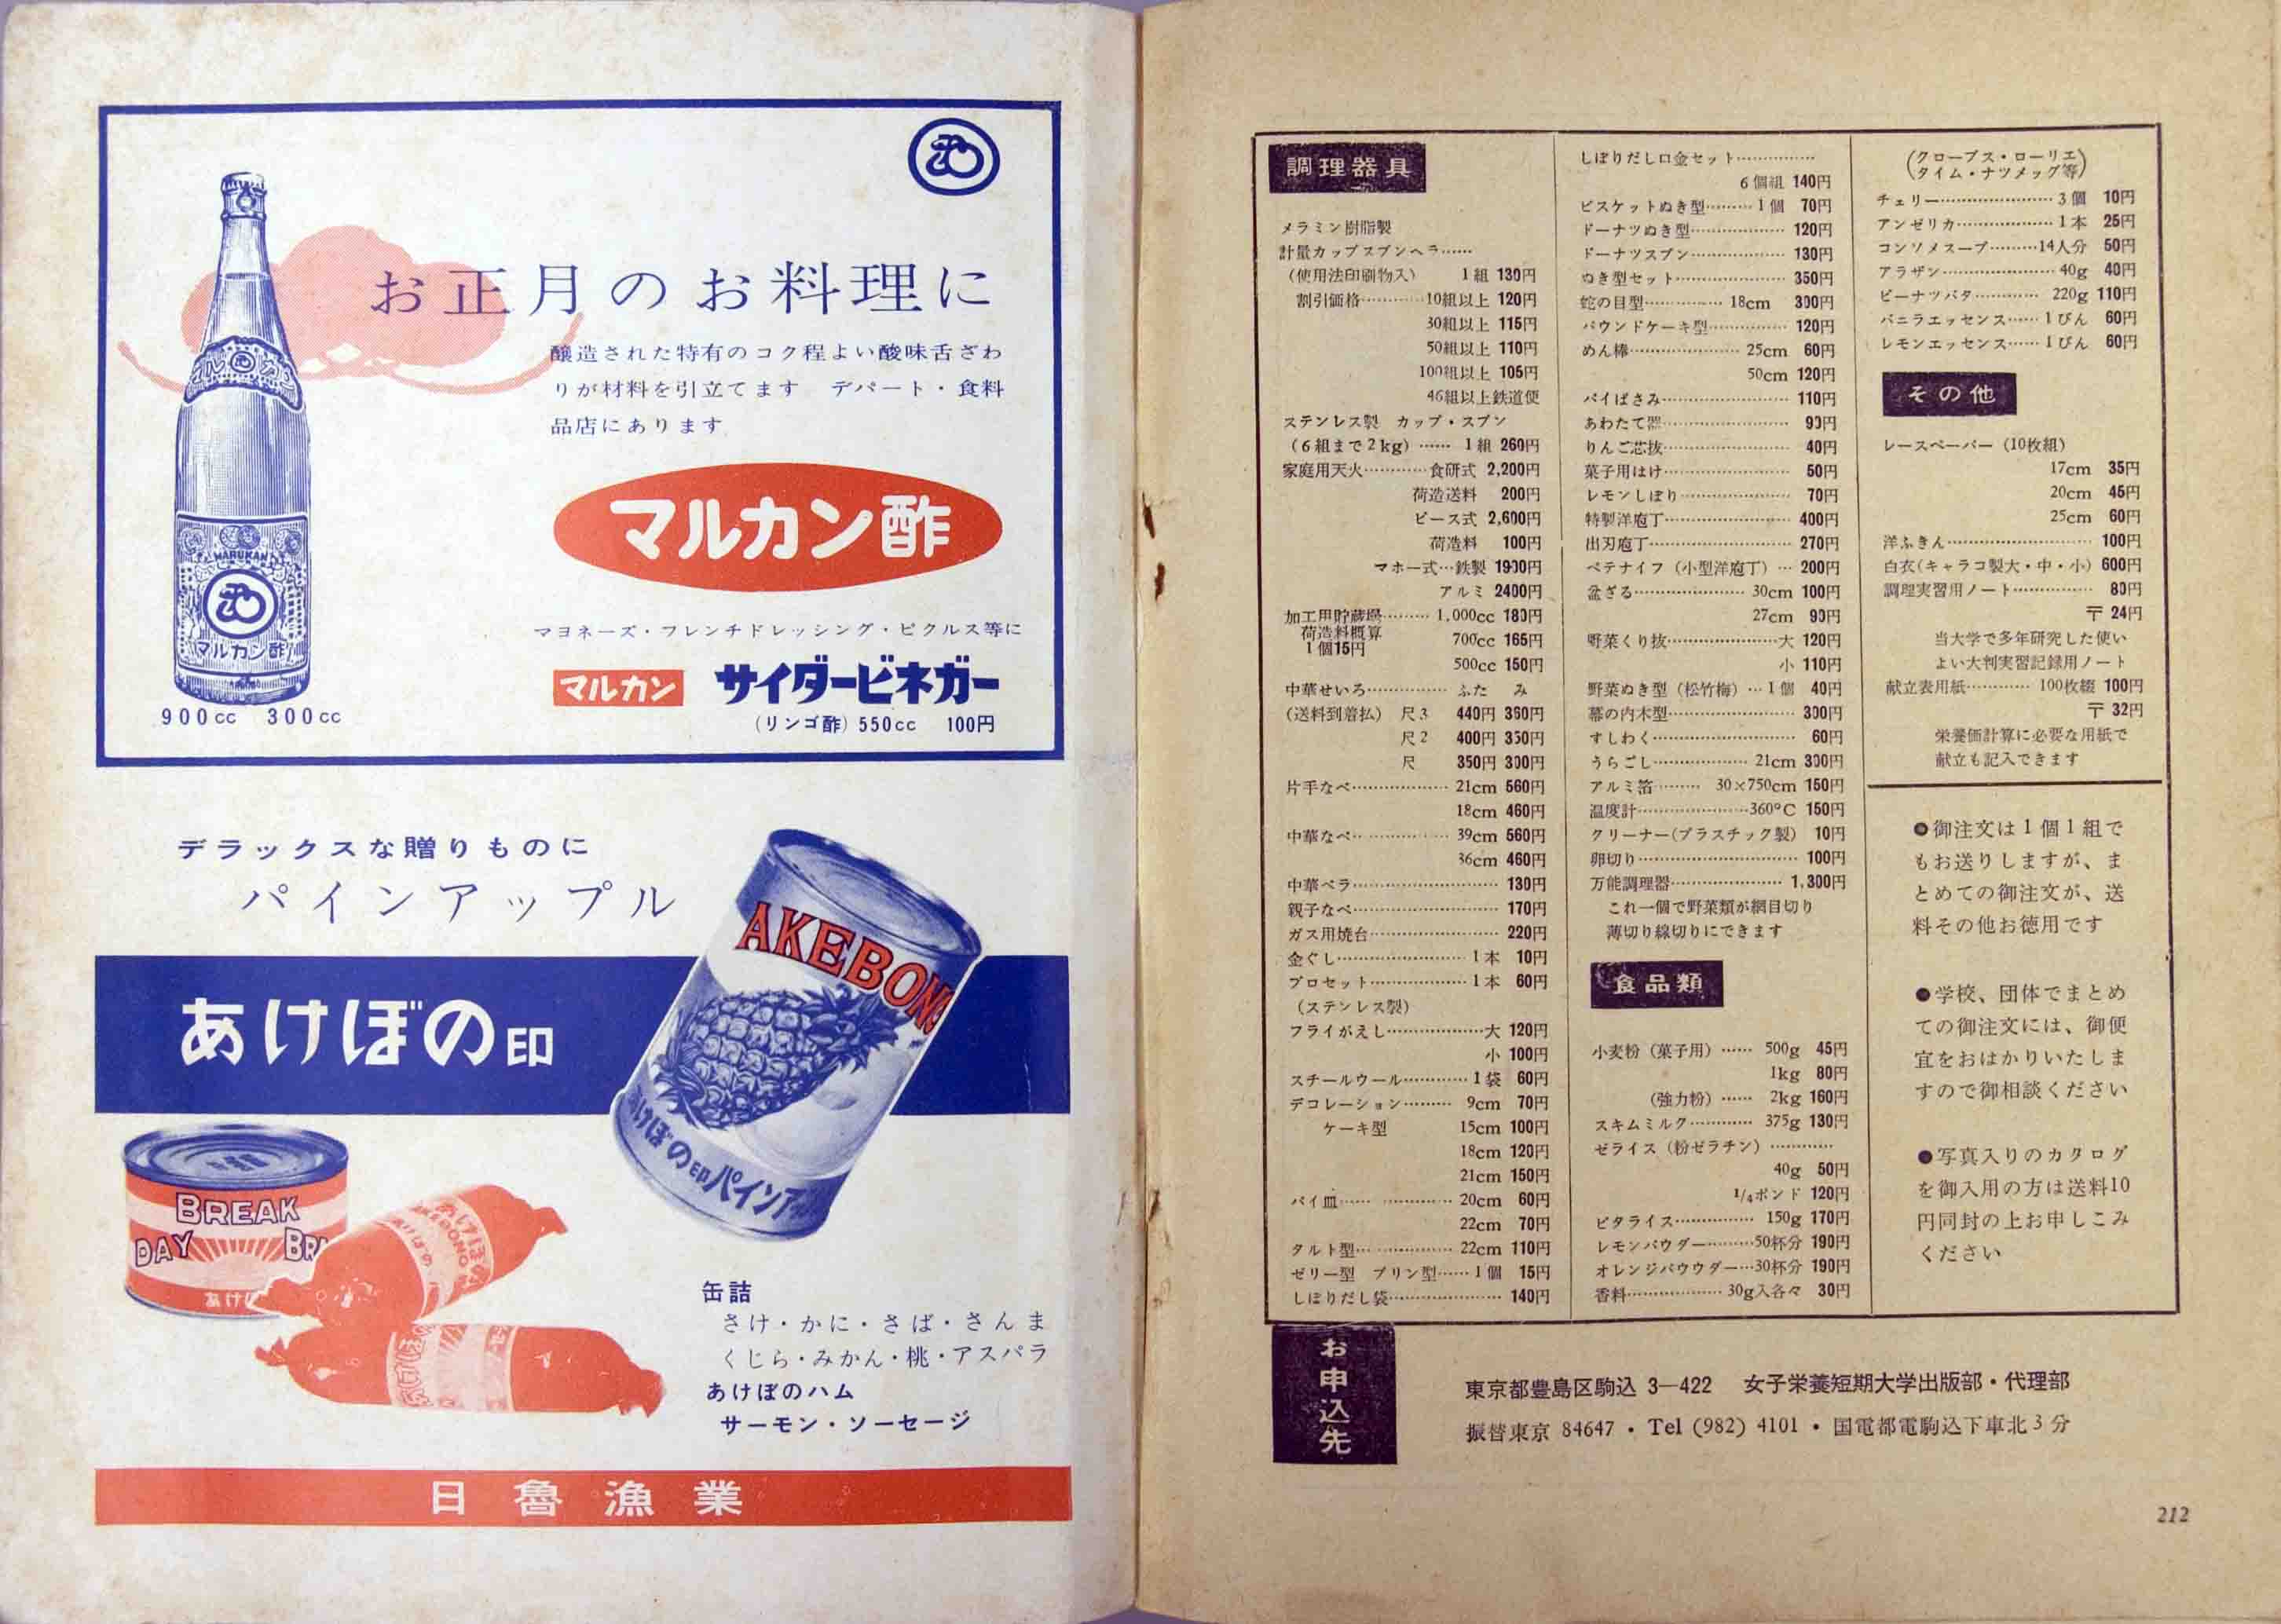 お正月のお料理に
醸造された特有のコク程よい酸味舌ざわ
りが材料を引立てます　デパート・食料
品店にあります
マルカン
MARUKAN
マルカン酢
900cc　300cc
マルカン酢
マヨネーズ・フレンチドレッシング・ピクルス等に
マルカン　サイダービネガー
(リンゴ酢) 550cc　100円
デラックスな贈りものに
パインアップル
あけぼの印
AKEBONO
あけぼの印パインア
BREAK
DAY
缶詰
さけ・かに・さば・さんま
くじら・みかん・桃・アスパラ
あけぼのハム
サーモン・ソーセージ
日魯漁業
調理器具
メラミン樹脂製
計量カップスプンヘラ……
(使用法印刷物入)　1組 130円
割引価格…………10組以上 120円
30組以上 115円
50組以上 110円
100組以上 105円
46組以上鉄道便
ステンレス製　カップ・スプン
(6組まで2kg) …… 1組 260円
家庭用天火…………食研式 2,200円
荷造送料　200円
ピース式 2,600円
荷造料　100円
マホー式…鉄製 1900円
アルミ 2400円
加工用貯蔵壜……… 1,000cc 180円
荷造料概算
1個15円
700cc 165円
500cc 150円
中華せいろ……………ふた　み
(送料到着払)　尺3　440円 360円
尺2　400円 350円
尺　350円 300円
片手なべ……………… 21cm 560円
18cm 460円
中華なべ……………… 39cm 560円
36cm 460円
中華ベラ……………………… 130円
親子なべ……………………… 170円
ガス用焼台…………………… 220円
金ぐし……………………1本　10円
プロセット………………1本　60円
(ステンレス製)
フライがえし………………大 120円
小 100円
スチールウール…………1袋　60円
デコレーション……… 9cm　70円
ケーキ型　15cm 100円
18cm 120円
21cm 150円
パイ皿…… ………… 20cm　60円
22cm　70円
タルト型… ………… 22cm 110円
ゼリー型　プリン型……1個　15円
しぼりだし袋………………… 140円
しぼりだし口金セット……………
6個組 140円
ビスケットぬき型………1個　70円
ドーナツぬき型……………… 120円
ドーナツスプン……………… 130円
ぬき型セット………………… 350円
蛇の目型…………… 18cm　300円
パウンドケーキ型…………… 120円
めん棒………………… 25cm　60円
50cm 120円
パイばさみ…………………… 110円
あわたて器……………………　90円
りんご芯抜……………………　40円
菓子用はけ……………………　50円
レモンしぼり…………………　70円
特製洋庖丁…………………… 400円
出刃庖丁……………………… 270円
ペテナイフ (小型洋庖丁) … 200円
盆ざる………………… 30cm 100円
27cm　90円
野菜くり抜…………………大 120円
小 110円
野菜ぬき型 (松竹梅) …1個　40円
幕の内木型…………………… 300円
すしわく………………………　60円
うらごし……………… 21cm 300円
アルミ箔……… 30×750cm 150円
温度計…………………360°C 150円
クリーナー(プラスチック製)　10円
卵切り………………………… 100円
万能調理器………………… 1,300円
これ一個で野菜類が網目切り
薄切り線切りにできます
食品類
小麦粉 (菓子用) …… 500g　45円
1kg　80円
(強力粉) …… 2kg 160円
スキムミルク………… 375g 130円
ゼライス (粉ゼラチン) …………
40g　50円
1/4ポンド 120円
ビタライス…………… 150g 170円
レモンパウダー………50杯分 190円
オレンジパウウダー…30杯分 190円
香料……………… 30g入各々　30円
(クローブス・ローリエ
タイム・ナツメッグ等)
チェリー…………………3個　10円
アンゼリカ………………1本　25円
コンソメスープ………14人分　50円
アラザン………………… 40g　40円
ピーナツバタ………… 220g 110円
バニラエッセンス……1びん　60円
レモンエッセンス……1びん　60円
その他
レースペーパー (10枚組)
17cm　35円
20cm　45円
25cm　60円
洋ふきん……………………… 100円
白衣(キャラコ製大・中・小) 600円
調理実習用ノート……………　80円
〒 24円
当大学で多年研究した使い
よい大判実習記録用ノート
献立表用紙………… 100枚綴 100円
〒 32円
栄養価計算に必要な用紙で
献立も記入できます
●御注文は1個1組で
もお送りしますが、ま
とめての御注文が、送
料その他お徳用です
●学校、団体でまとめ
ての御注文には、御便
宜をおはかりいたしま
すので御相談ください
●写真入りのカタログ
を御入用の方は送料10
円同封の上お申しこみ
ください
お申込先
東京都豊島区駒込 3—422　女子栄養短期大学出版部・代理部
振替東京 84647・Tel (982) 4101・国電都電駒込下車北3分
212